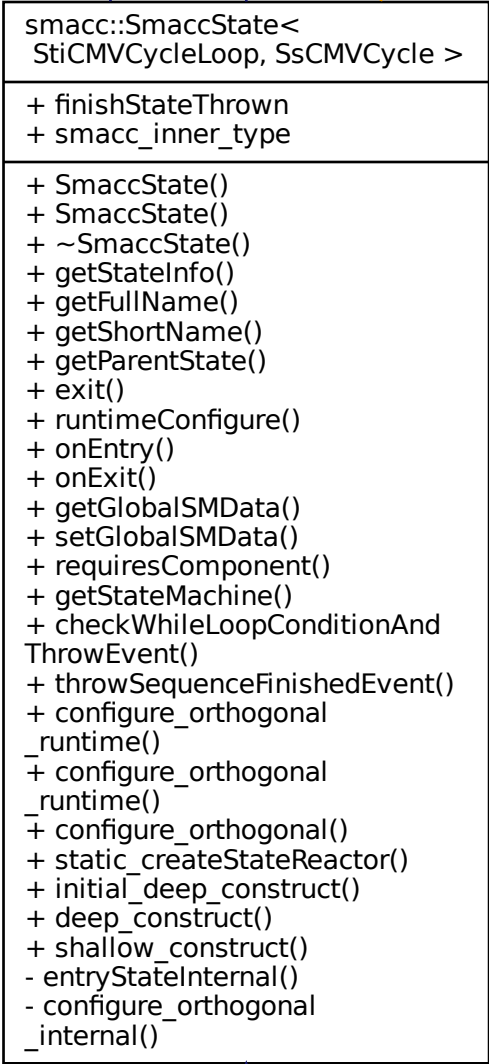 smacc::SmaccState<
 StiCMVCycleLoop, SsCMVCycle >
+ finishStateThrown
+ smacc_inner_type
+ SmaccState()
+ SmaccState()
+ ~SmaccState()
+ getStateInfo()
+ getFullName()
+ getShortName()
+ getParentState()
+ exit()
+ runtimeConfigure()
+ onEntry()
+ onExit()
+ getGlobalSMData()
+ setGlobalSMData()
+ requiresComponent()
+ getStateMachine()
+ checkWhileLoopConditionAnd
ThrowEvent()
+ throwSequenceFinishedEvent()
+ configure_orthogonal
_runtime()
+ configure_orthogonal
_runtime()
+ configure_orthogonal()
+ static_createStateReactor()
+ initial_deep_construct()
+ deep_construct()
+ shallow_construct()
- entryStateInternal()
- configure_orthogonal
_internal()